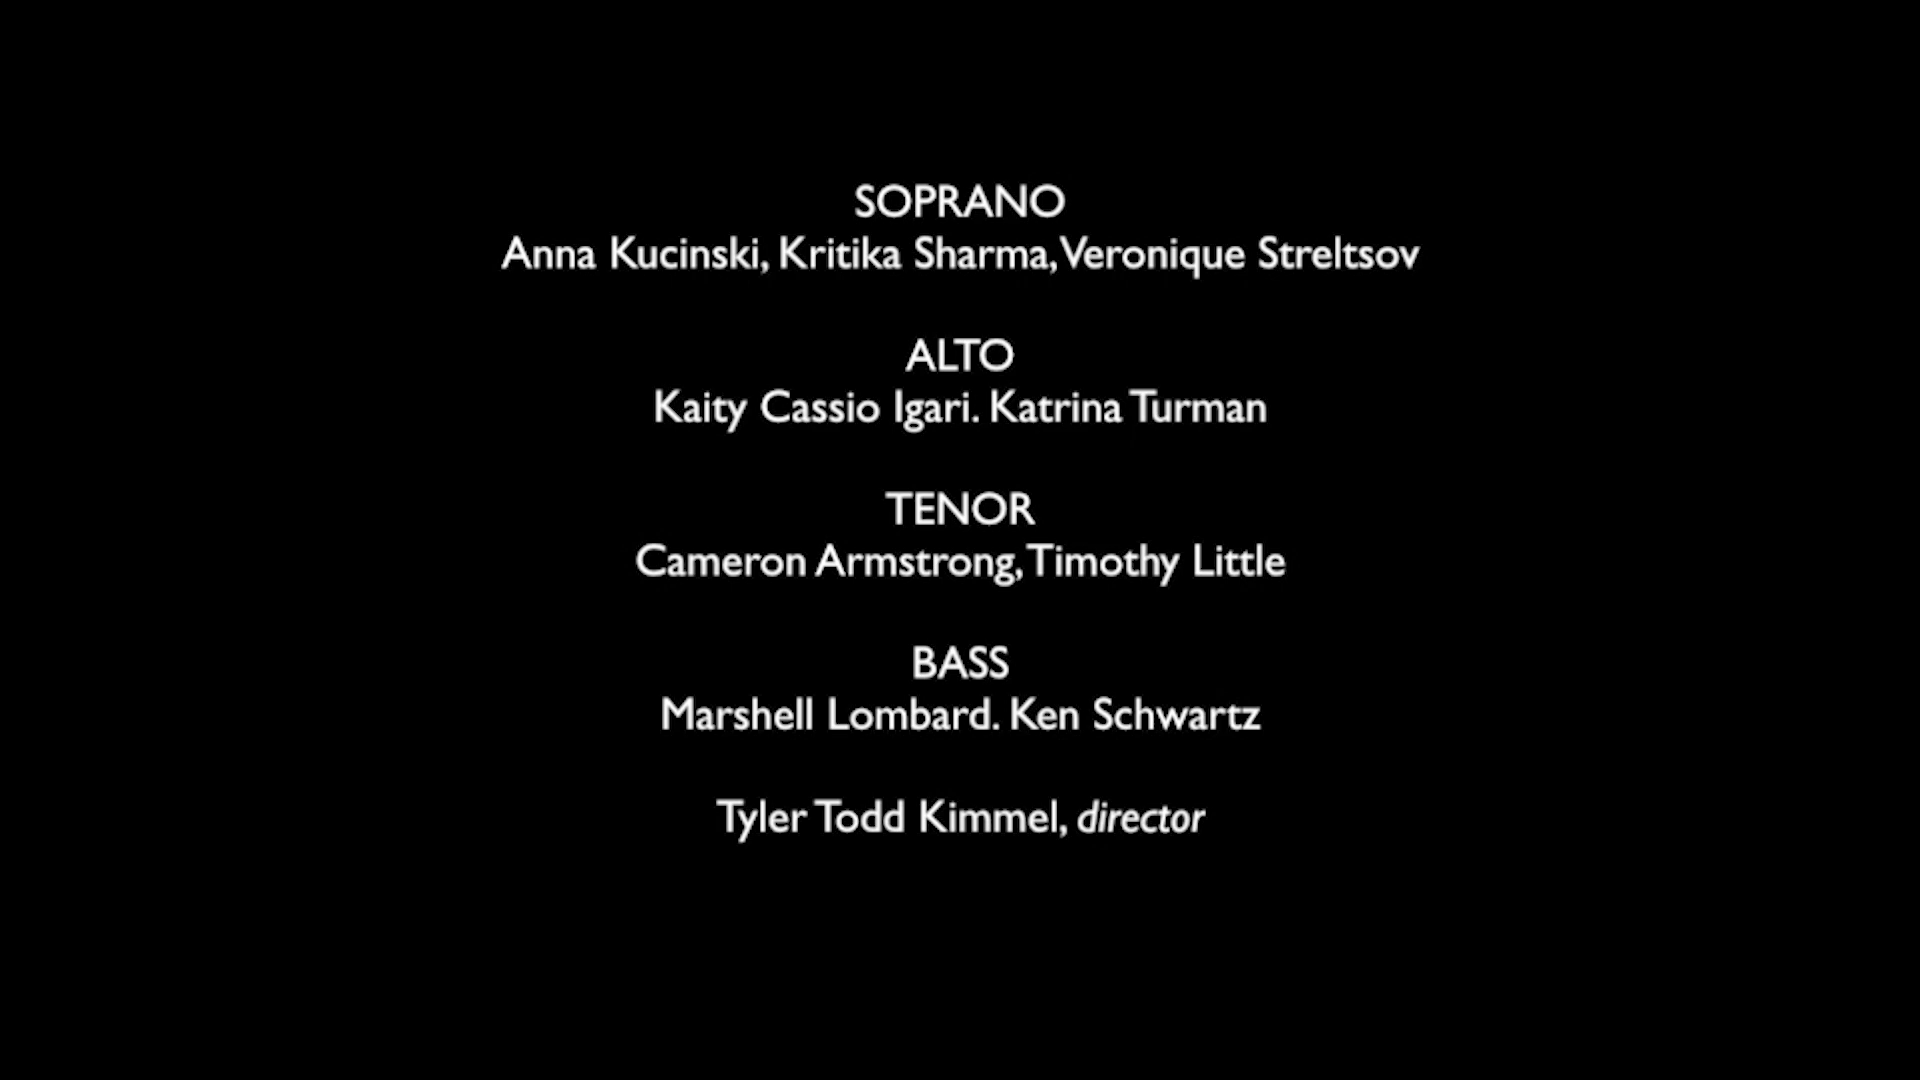 SOPRANO
Anna Kucinski, Kritika Sharma, Veronique Streltsov
ALTO
Kaity Cassio Igari. Katrina Turman
TENOR
Cameron Armstrong, Timothy Little
BASS
Marshell Lombard. Ken Schwartz
Tyler Todd Kimmel, director